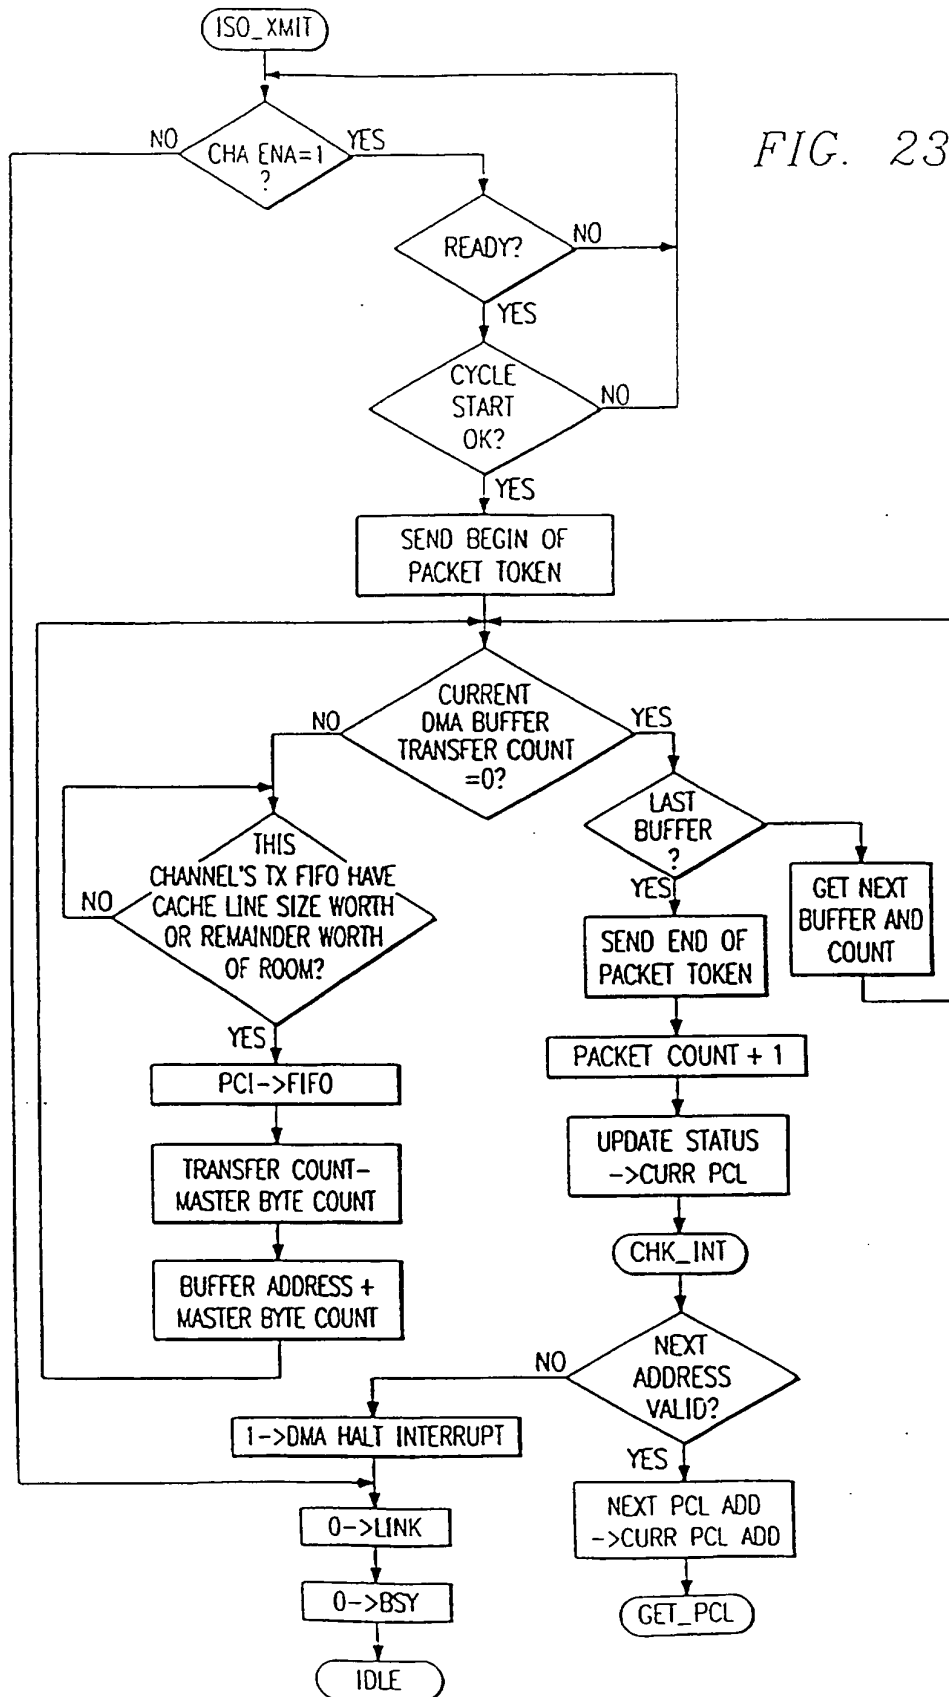 ISO_XMIT
FIG. 23
NO
YES
CHA ENA=1
?
READY?
NO
YES
CYCLE
START
OK?
NO
YES
SEND BEGIN OF
PACKET TOKEN
CURRENT
DMA BUFFER
TRANSFER COUNT
=0?
NO
YES
LAST
BUFFER
?
YES
GET NEXT
BUFFER AND
COUNT
THIS
CHANNEL'S TX FIFO HAVE
CACHE LINE SIZE WORTH
OR REMAINDER WORTH
OF ROOM?
NO
YES
SEND END OF
PACKET TOKEN
PACKET COUNT + 1
PCI->FIFO
UPDATE STATUS
->CURR PCL
TRANSFER COUNT-
MASTER BYTE COUNT
CHK_INT
BUFFER ADDRESS +
MASTER BYTE COUNT
NEXT
ADDRESS
VALID?
NO
YES
1->DMA HALT INTERRUPT
NEXT PCL ADD
->CURR PCL ADD
0->LINK
0->BSY
GET_PCL
IDLE